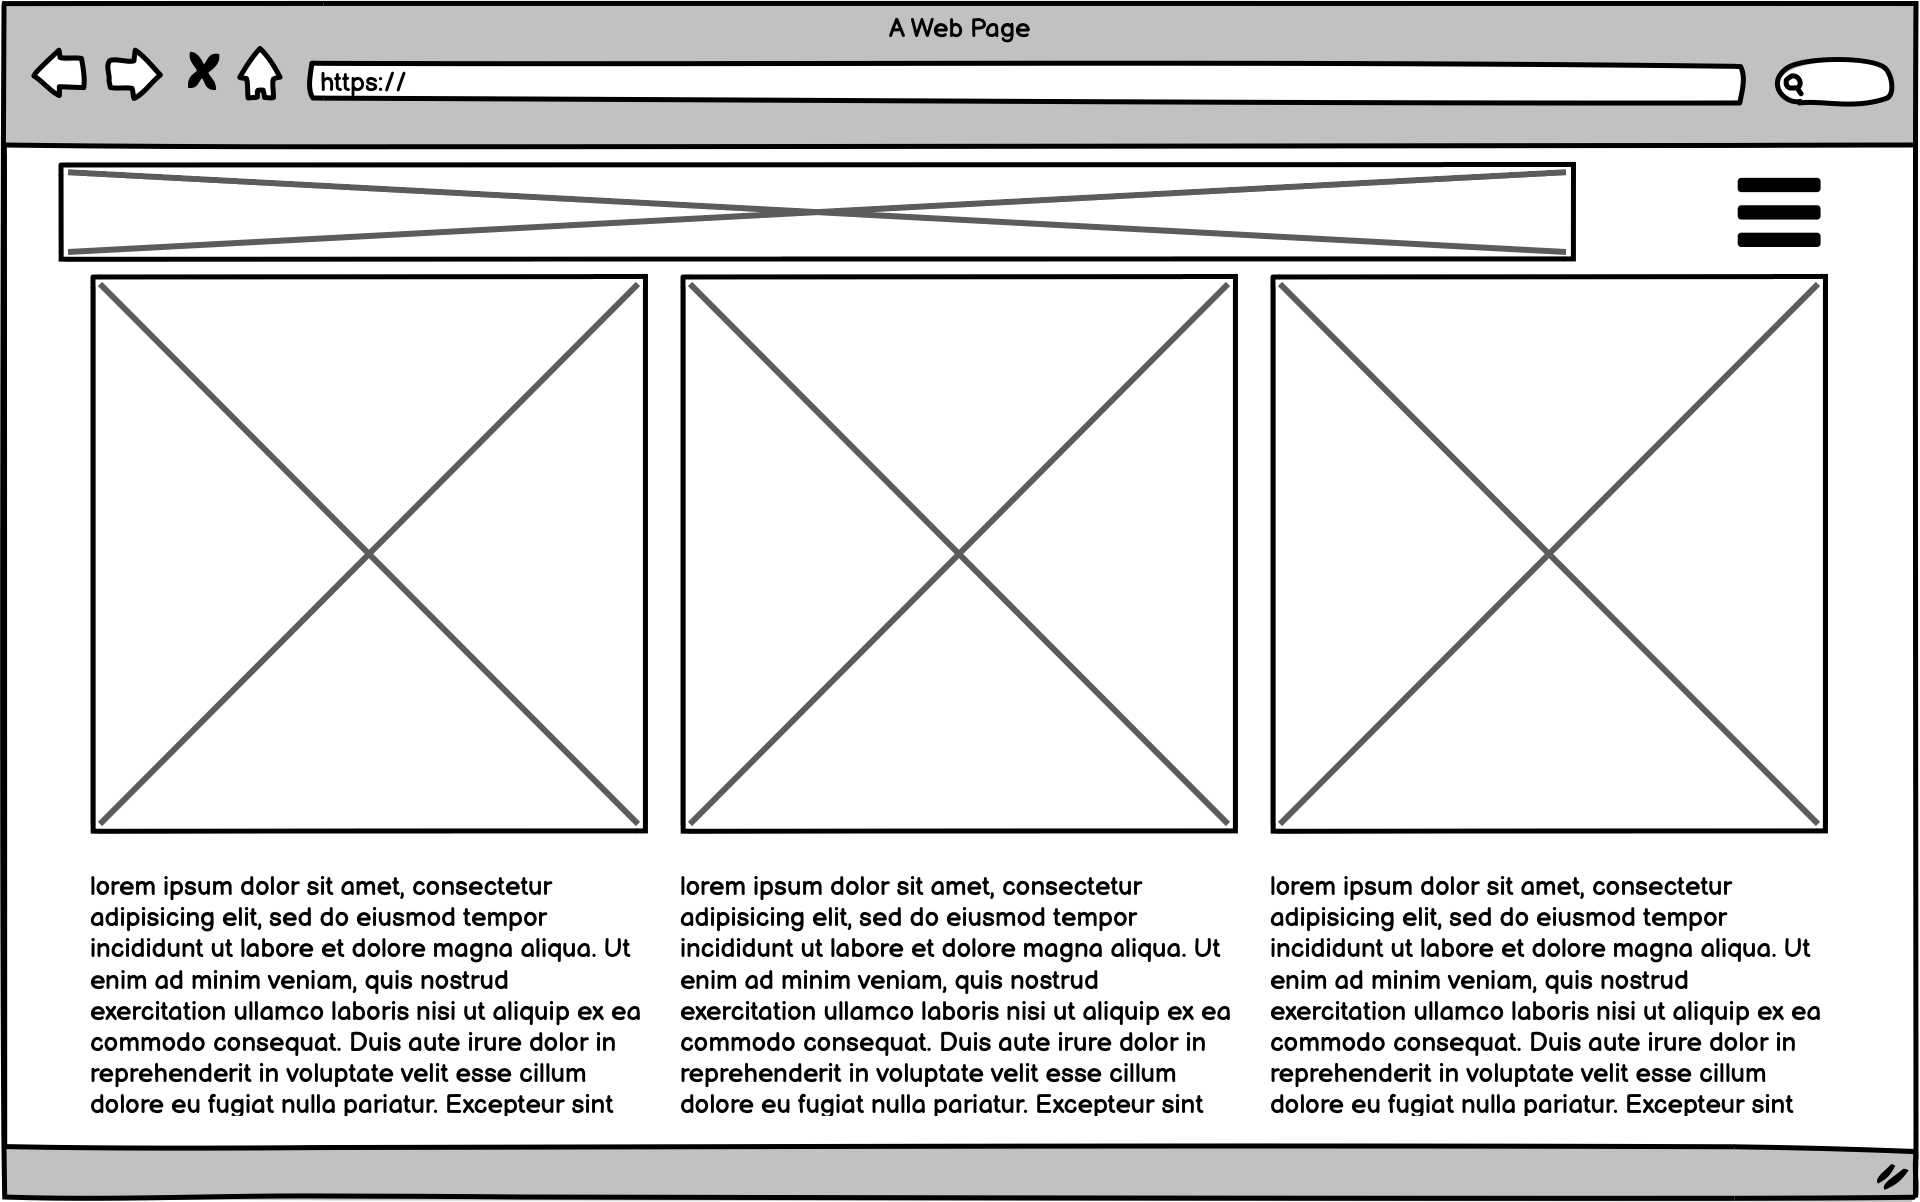 A Web Page
https://
lorem ipsum dolor sit amet, consectetur
adipisicing elit, sed do eiusmod tempor
incididunt ut labore et dolore magna aliqua. Ut
enim ad minim veniam, quis nostrud
exercitation ullamco laboris nisi ut aliquip ex ea
commodo consequat. Duis aute irure dolor in
reprehenderit in voluptate velit esse cillum
dolore eu fugiat nulla pariatur. Excepteur sint
lorem ipsum dolor sit amet, consectetur
adipisicing elit, sed do eiusmod tempor
incididunt ut labore et dolore magna aliqua. Ut
enim ad minim veniam, quis nostrud
exercitation ullamco laboris nisi ut aliquip ex ea
commodo consequat. Duis aute irure dolor in
reprehenderit in voluptate velit esse cillum
dolore eu fugiat nulla pariatur. Excepteur sint
lorem ipsum dolor sit amet, consectetur
adipisicing elit, sed do eiusmod tempor
incididunt ut labore et dolore magna aliqua. Ut
enim ad minim veniam, quis nostrud
exercitation ullamco laboris nisi ut aliquip ex ea
commodo consequat. Duis aute irure dolor in
reprehenderit in voluptate velit esse cillum
dolore eu fugiat nulla pariatur. Excepteur sint